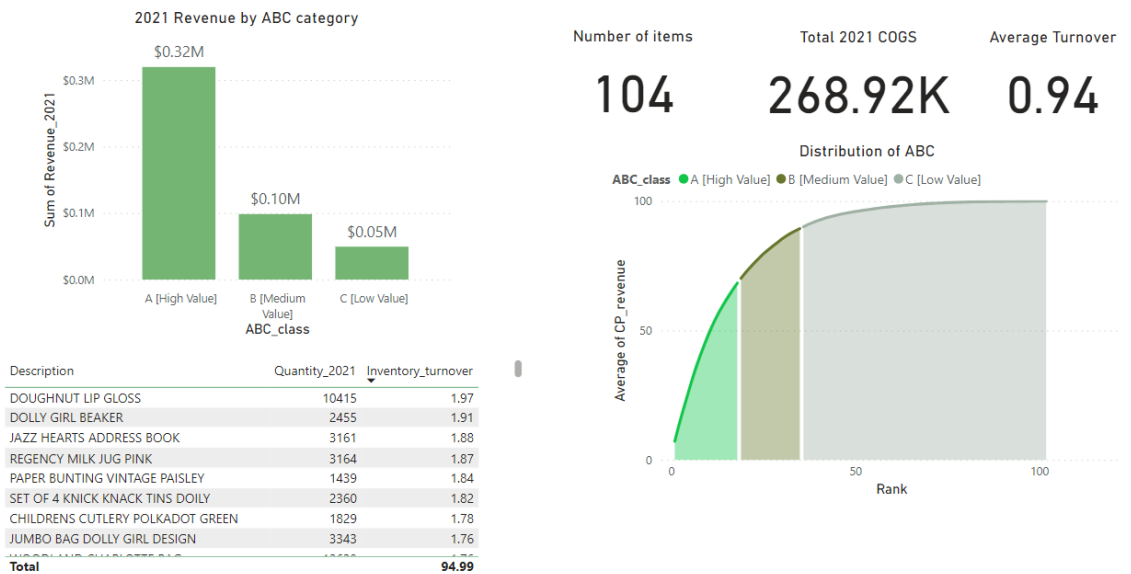 2021 Revenue by ABC category
$0.32M
$0.3M
Sum of Revenue_2021
$0.2M
$0.10M
$0.1M
$0.05M
$0.0M
A [High Value]
B [Medium
Value]
C [Low Value]
ABC_class
Number of items
104
Total 2021 COGS
268.92K
Average Turnover
0.94
Distribution of ABC
ABC_class A [High Value] B [Medium Value] C [Low Value]
100
Average of CP_revenue
50
0
0 50 100
Rank
Description Quantity_2021 Inventory_turnover
DOUGHNUT LIP GLOSS 10415 1.97
DOLLY GIRL BEAKER 2455 1.91
JAZZ HEARTS ADDRESS BOOK 3161 1.88
REGENCY MILK JUG PINK 3164 1.87
PAPER BUNTING VINTAGE PAISLEY 1439 1.84
SET OF 4 KNICK KNACK TINS DOILY 2360 1.82
CHILDRENS CUTLERY POLKADOT GREEN 1829 1.78
JUMBO BAG DOLLY GIRL DESIGN 3343 1.76
Total 94.99